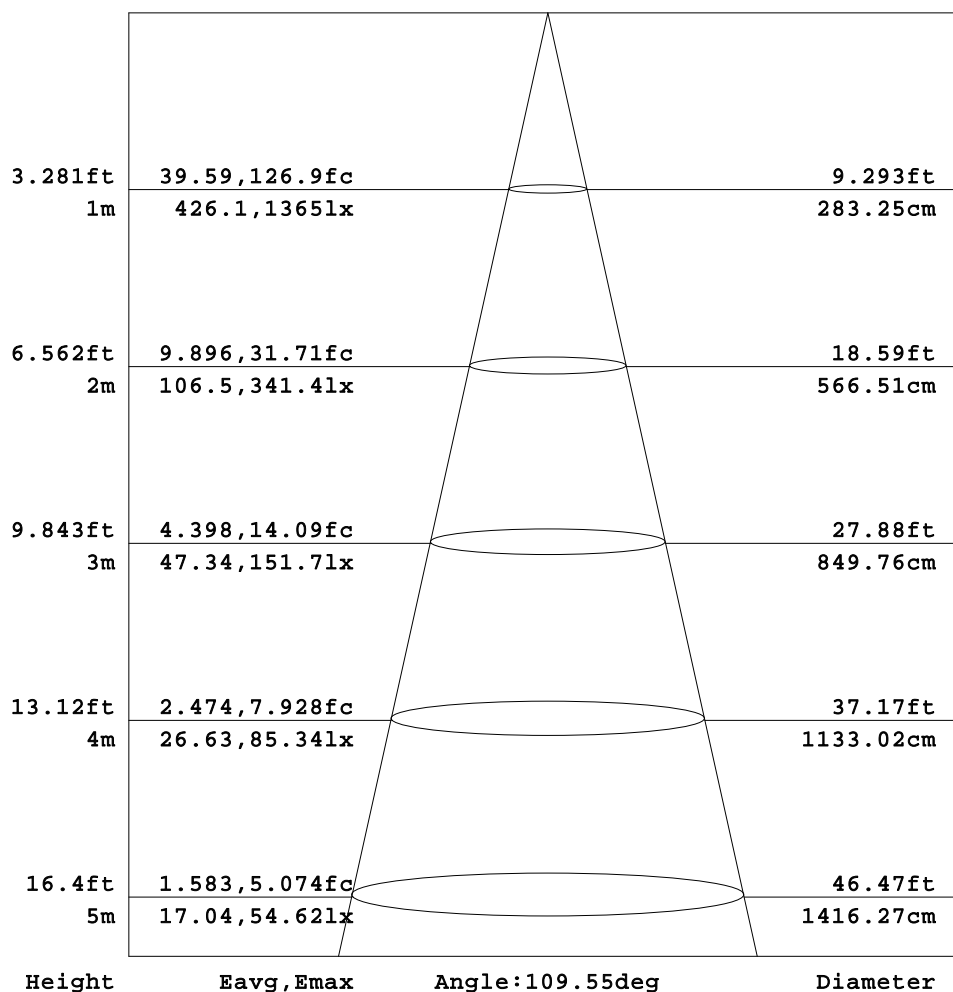 3.281ft 39.59,126.9fc 9.293ft
1m 426.1,1365lx 283.25cm
6.562ft 9.896,31.71fc 18.59ft
2m 106.5,341.4lx 566.51cm
9.843ft 4.398,14.09fc 27.88ft
3m 47.34,151.7lx 849.76cm
13.12ft 2.474,7.928fc 37.17ft
4m 26.63,85.34lx 1133.02cm
16.4ft 1.583,5.074fc 46.47ft
5m 17.04,54.62lx 1416.27cm
Height Eavg,Emax Angle:109.55deg Diameter